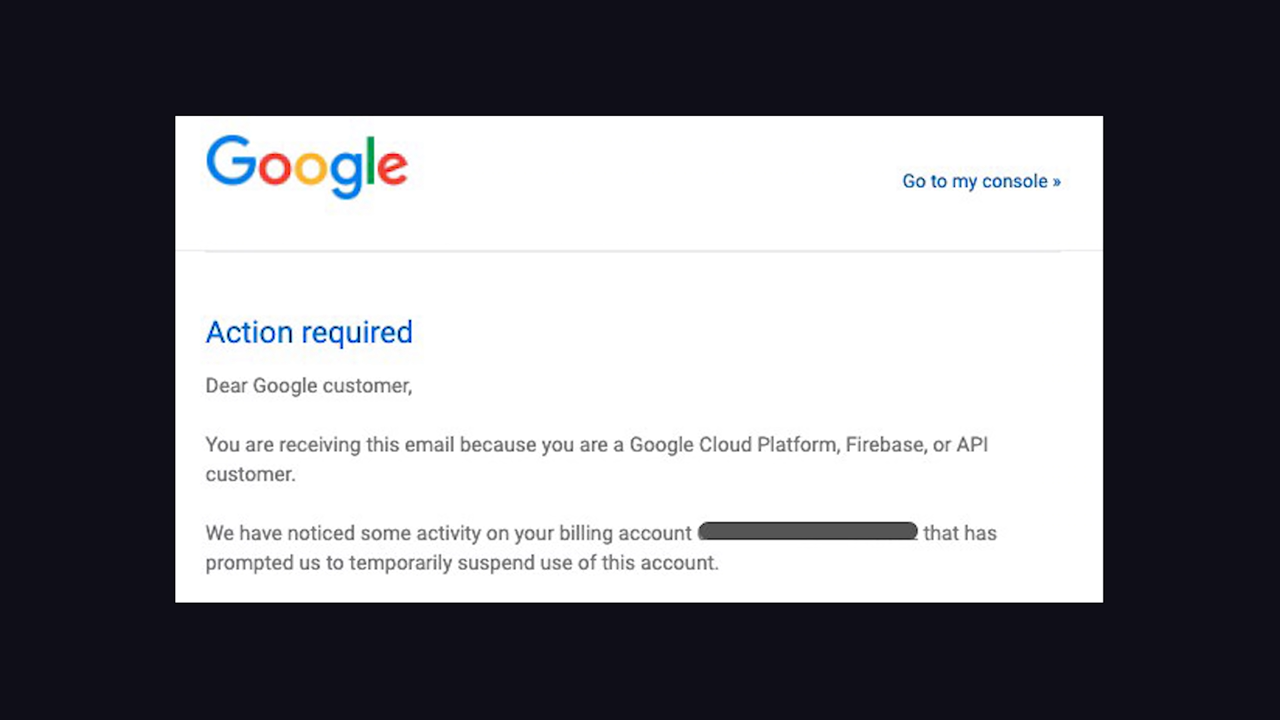 Google
Go to my console »
Action required
Dear Google customer,
You are receiving this email because you are a Google Cloud Platform, Firebase, or API
customer.
We have noticed some activity on your billing account that has
prompted us to temporarily suspend use of this account.